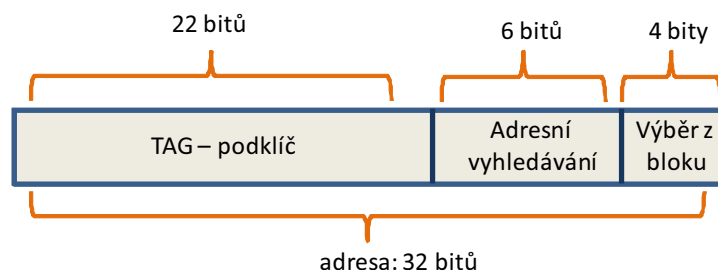 22 bitů
6 bitů
4 bity
TAG – podklíč
Adresní
vyhledávání
Výběr z
bloku
adresa: 32 bitů